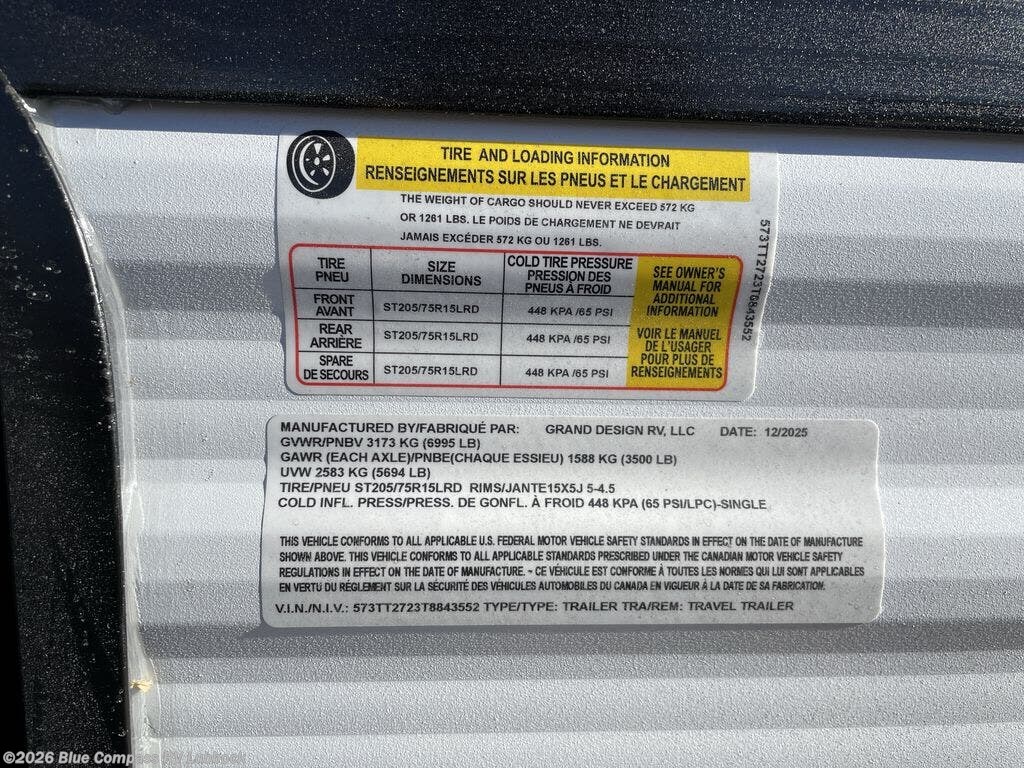 TIRE AND LOADING INFORMATION
RENSEIGNEMENTS SUR LES PNEUS ET LE CHARGEMENT
THE WEIGHT OF CARGO SHOULD NEVER EXCEED 572 KG
OR 1261 LBS. LE POIDS DE CHARGEMENT NE DEVRAIT
JAMAIS EXCÉDER 572 KG OU 1261 LBS.
TIRE PNEU SIZE DIMENSIONS COLD TIRE PRESSURE PRESSION DES PNEUS À FROID
FRONT AVANT ST205/75R15LRD 448 KPA /65 PSI
REAR ARRIÈRE ST205/75R15LRD 448 KPA /65 PSI
SPARE DE SECOURS ST205/75R15LRD 448 KPA /65 PSI
SEE OWNER'S
MANUAL FOR
ADDITIONAL
INFORMATION
VOIR LE MANUEL
DE L'USAGER
POUR PLUS DE
RENSEIGNEMENTS
573TT2723T8843552
MANUFACTURED BY/FABRIQUÉ PAR: GRAND DESIGN RV, LLC DATE: 12/2025
GVWR/PNBV 3173 KG (6995 LB)
GAWR (EACH AXLE)/PNBE(CHAQUE ESSIEU) 1588 KG (3500 LB)
UVW 2583 KG (5694 LB)
TIRE/PNEU ST205/75R15LRD RIMS/JANTE15X5J 5-4.5
COLD INFL. PRESS/PRESS. DE GONFL. À FROID 448 KPA (65 PSI/LPC)-SINGLE
THIS VEHICLE CONFORMS TO ALL APPLICABLE U.S. FEDERAL MOTOR VEHICLE SAFETY STANDARDS IN EFFECT ON THE DATE OF MANUFACTURE
SHOWN ABOVE. THIS VEHICLE CONFORMS TO ALL APPLICABLE STANDARDS PRESCRIBED UNDER THE CANADIAN MOTOR VEHICLE SAFETY
REGULATIONS IN EFFECT ON THE DATE OF MANUFACTURE. - CE VÉHICULE EST CONFORME À TOUTES LES NORMES QUI LUI SONT APPLICABLES
EN VERTU DU RÈGLEMENT SUR LA SÉCURITÉ DES VÉHICULES AUTOMOBILES DU CANADA EN VIGUEUR À LA DATE DE SA FABRICATION.
V.I.N./N.I.V.: 573TT2723T8843552 TYPE/TYPE: TRAILER TRA/REM: TRAVEL TRAILER
©2026 Blue Compass RV Lubbock